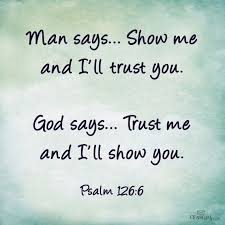 Man says... Show me
and I'll trust you.
God says... Trust me
and I'll show you.
Psalm 126:6